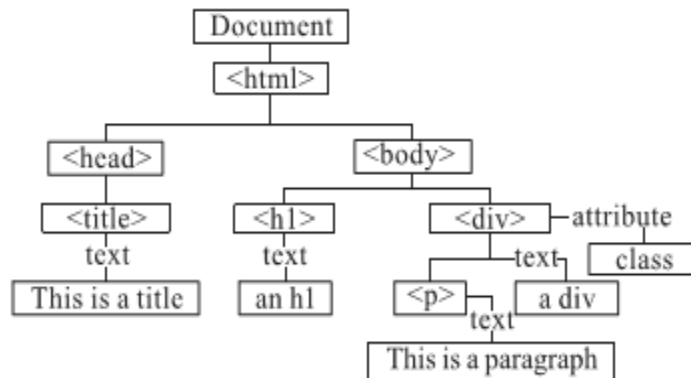 Document
<html>
<head> <body>
<title> <h1> <div> attribute
text text text class
This is a title an h1 <p> a div
text
This is a paragraph